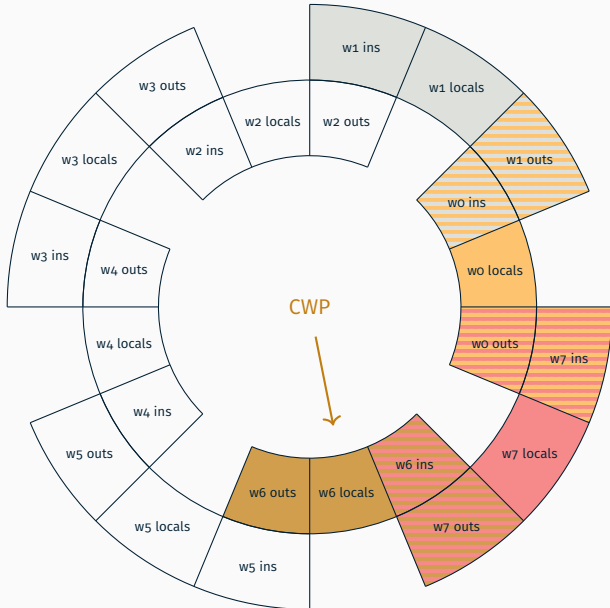 w1 ins
w3 outs
w1 locals
w2 locals
w2 outs
w2 ins
w3 locals
w1 outs
w0 ins
w3 ins
w4 outs
w0 locals
CWP
w4 locals
w0 outs
w7 ins
w4 ins
w5 outs
w7 locals
w6 ins
w6 outs
w6 locals
w5 locals
w7 outs
w5 ins